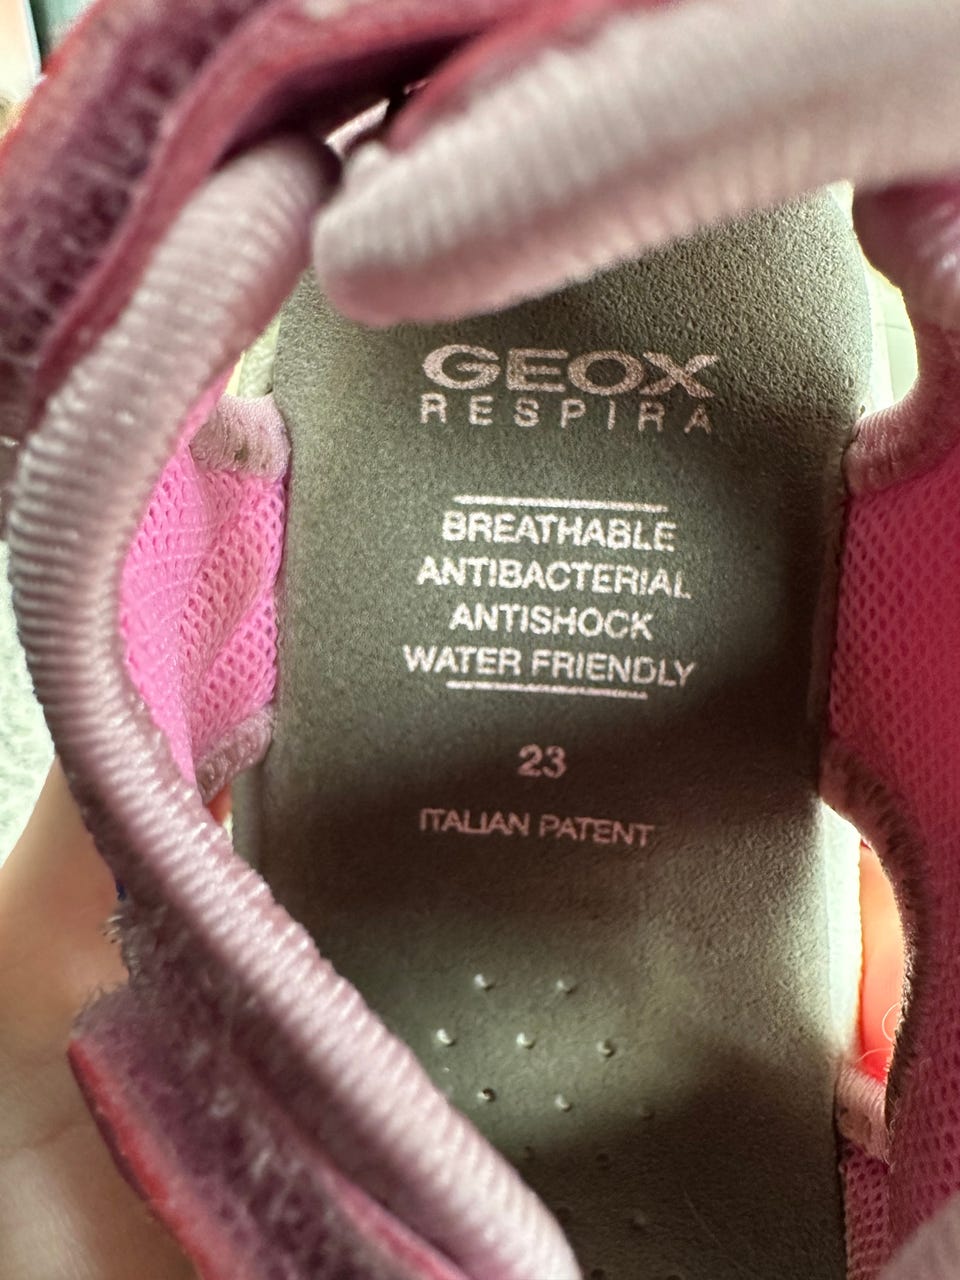 GEOX
RESPIRA
BREATHABLE
ANTIBACTERIAL
ANTISHOCK
WATER FRIENDLY
23
ITALIAN PATENT